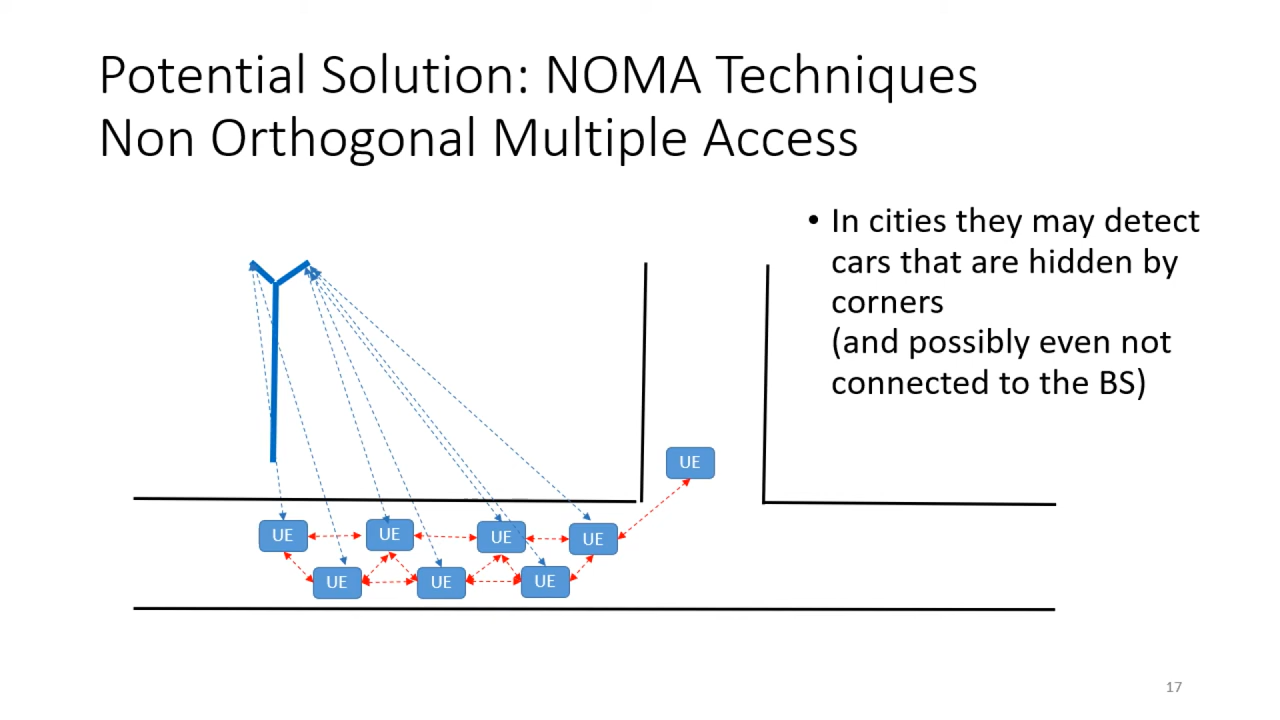 Potential Solution: NOMA Techniques
Non Orthogonal Multiple Access
• In cities they may detect
cars that are hidden by
corners
(and possibly even not
connected to the BS)
UE
UE
UE
UE
UE
UE
UE
UE
17